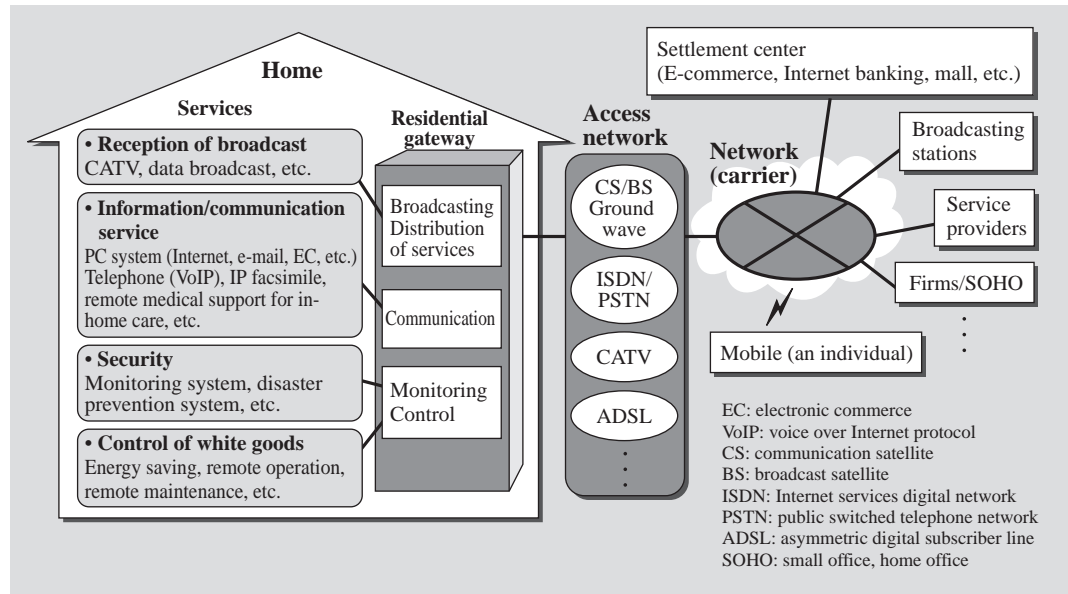 Home
Services
• Reception of broadcast
CATV, data broadcast, etc.
• Information/communication
service
PC system (Internet, e-mail, EC, etc.)
Telephone (VoIP), IP facsimile,
remote medical support for in-
home care, etc.
• Security
Monitoring system, disaster
prevention system, etc.
• Control of white goods
Energy saving, remote operation,
remote maintenance, etc.
Residential
gateway
Broadcasting
Distribution
of services
Communication
Monitoring
Control
Access
network
CS/BS
Ground
wave
ISDN/
PSTN
CATV
ADSL
Network
(carrier)
Settlement center
(E-commerce, Internet banking, mall, etc.)
Broadcasting
stations
Service
providers
Firms/SOHO
Mobile (an individual)
EC: electronic commerce
VoIP: voice over Internet protocol
CS: communication satellite
BS: broadcast satellite
ISDN: Internet services digital network
PSTN: public switched telephone network
ADSL: asymmetric digital subscriber line
SOHO: small office, home office